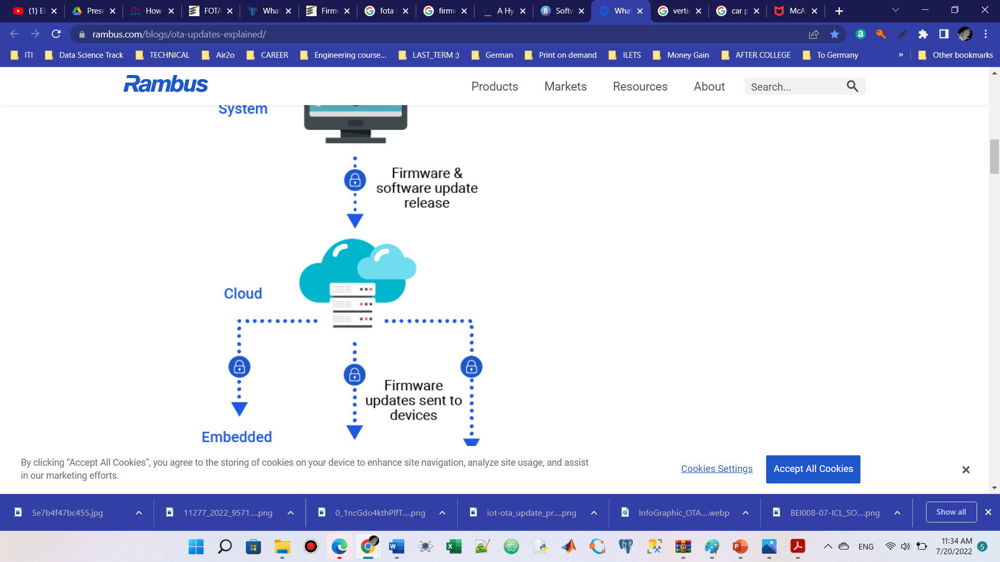 (1) El
Prese
How
FOTA
Wha
Firmw
fota s
firmw
A Hy
Softw
Wha
vertic
car p
McA
rambus.com/blogs/ota-updates-explained/
ITI
Data Science Track
TECHNICAL
Air2o
CAREER
Engineering course...
LAST_TERM :)
German
Print on demand
ILETS
Money Gain
AFTER COLLEGE
To Germany
»
Other bookmarks
Rambus
Products
Markets
Resources
About
Search...
System
Firmware &
software update
release
Cloud
Firmware
updates sent to
devices
Embedded
By clicking “Accept All Cookies”, you agree to the storing of cookies on your device to enhance site navigation, analyze site usage, and assist
in our marketing efforts.
Cookies Settings
Accept All Cookies
5e7b4f47bc455.jpg
11277_2022_9571....png
0_1ncGdo4kthPlfT....png
iot-ota_update_pr....png
InfoGraphic_OTA....webp
BEI008-07-ICL_SO....png
Show all
ENG
11:34 AM
7/20/2022
5